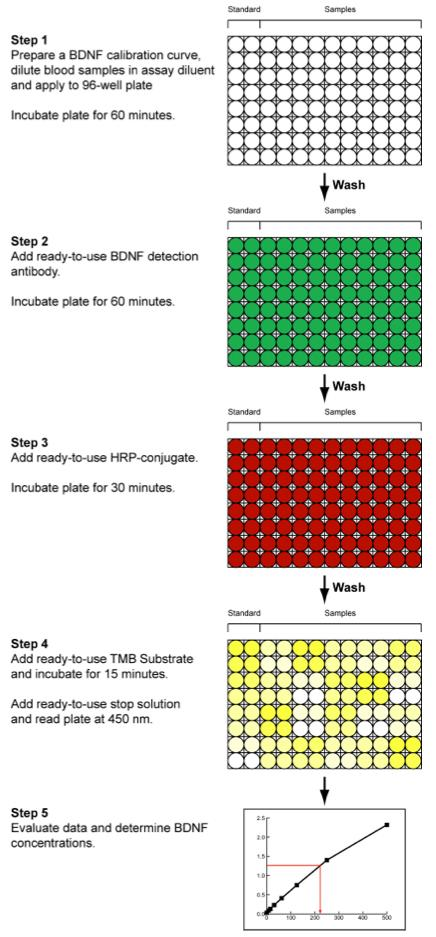 Standard Samples
Step 1
Prepare a BDNF calibration curve,
dilute blood samples in assay diluent
and apply to 96-well plate
Incubate plate for 60 minutes.
Wash
Standard Samples
Step 2
Add ready-to-use BDNF detection
antibody.
Incubate plate for 60 minutes.
Wash
Standard Samples
Step 3
Add ready-to-use HRP-conjugate.
Incubate plate for 30 minutes.
Wash
Standard Samples
Step 4
Add ready-to-use TMB Substrate
and incubate for 15 minutes.
Add ready-to-use stop solution
and read plate at 450 nm.
Step 5
Evaluate data and determine BDNF
concentrations.
2.5
2.0
1.5
1.0
0.5
0.0
0 100 200 300 400 500